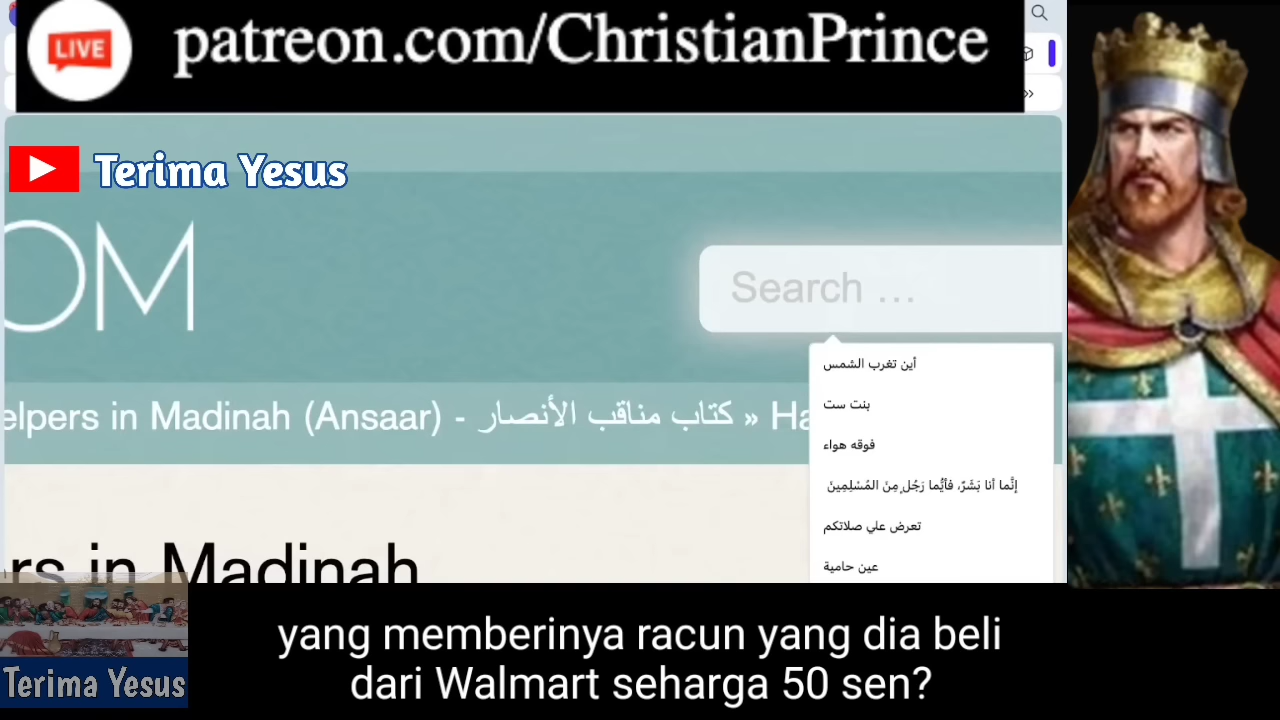 LIVE
patreon.com/ChristianPrince
Terima Yesus
OM
Search ...
elpers in Madinah (Ansaar) - كتاب مناقب الأنصار » Ha
أين تغرب الشمس
بنت ست
فوقه هواء
إنَّما أنا بَشَرٌ، فأيُّما رَجُلٍ مِنَ المُسْلِمِينَ
تعرض علي صلاتكم
عين حامية
rs in Madinah
yang memberinya racun yang dia beli
dari Walmart seharga 50 sen?
Terima Yesus